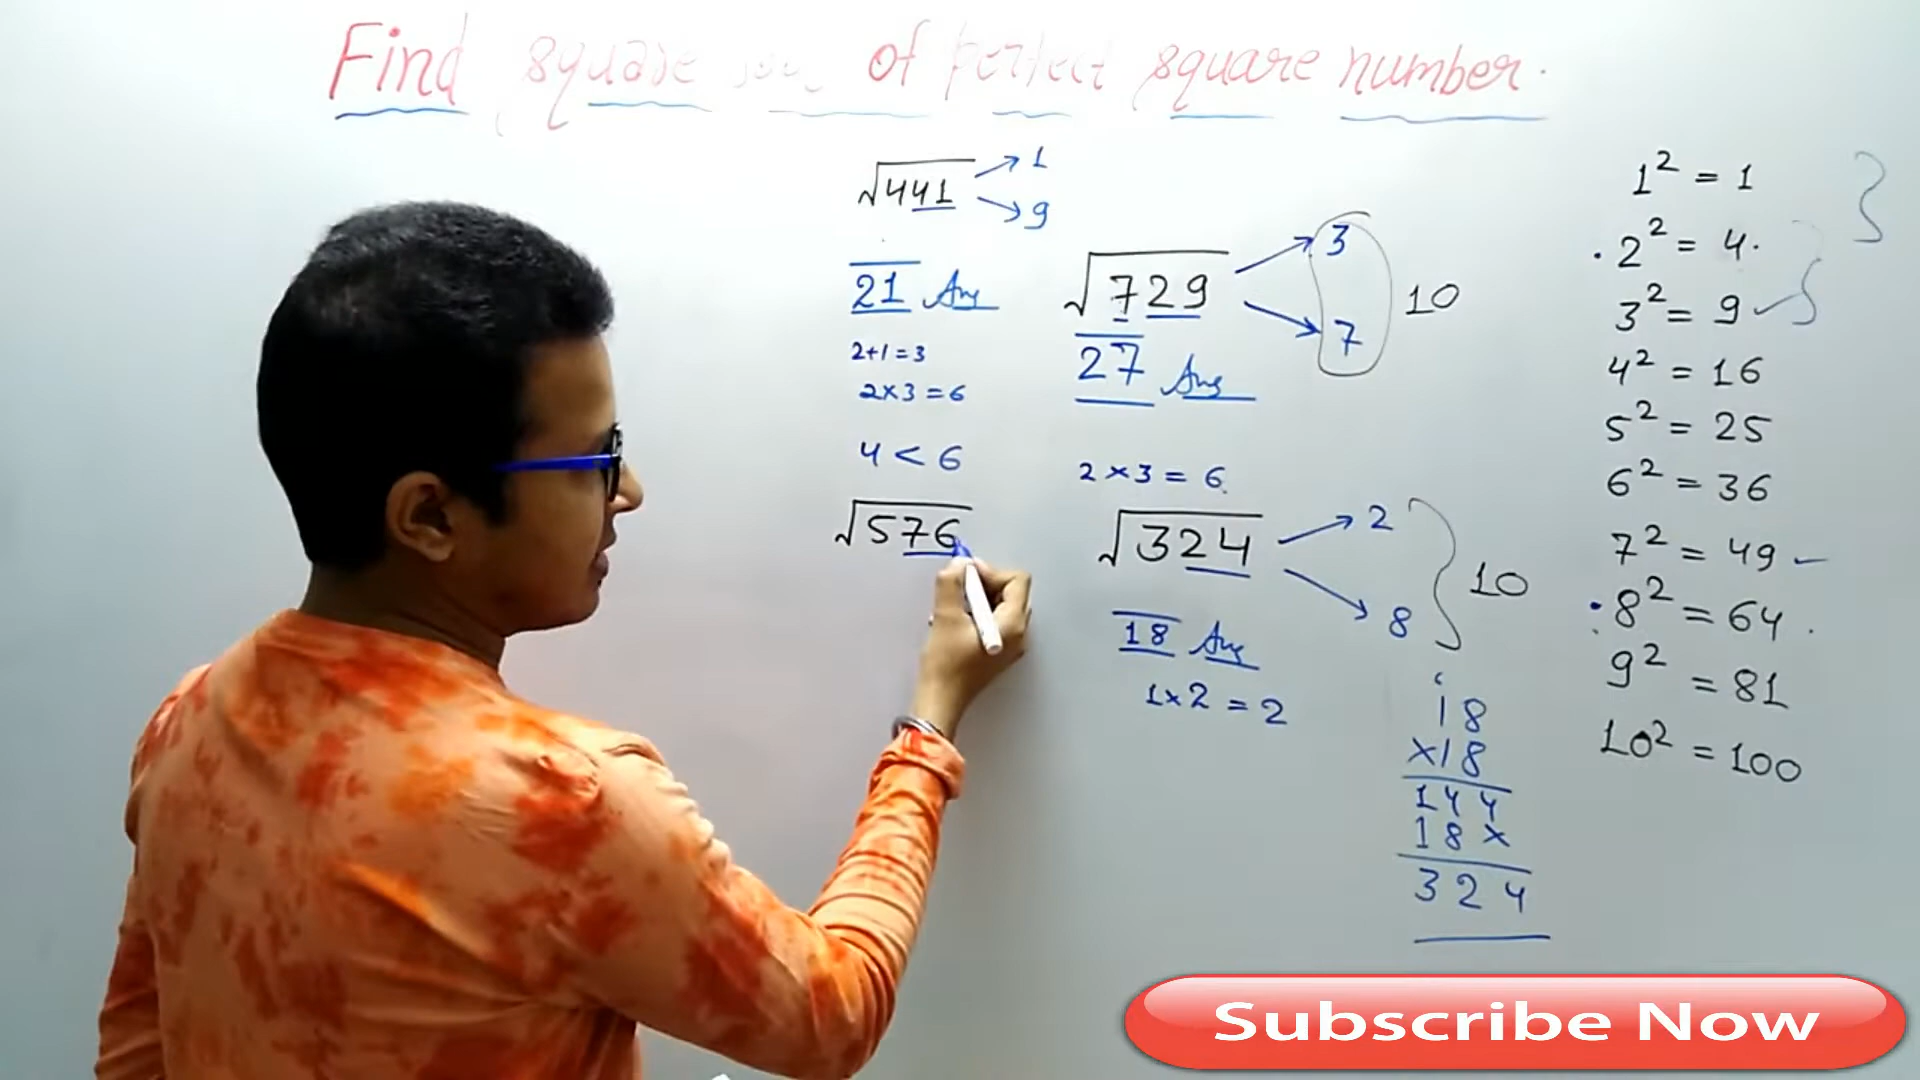 Find square of perfect square number.
√441 → 1
→ 9
21 Ans
2+1=3
2×3=6
4<6
√729 → 3
→ 7
10
27 Ans
2×3=6
√576
√324 → 2
→ 8
10
18 Ans
1×2=2
18
×18
144
18×
324
1² = 1
2² = 4
3² = 9
4² = 16
5² = 25
6² = 36
7² = 49
8² = 64
9² = 81
10² = 100
Subscribe Now